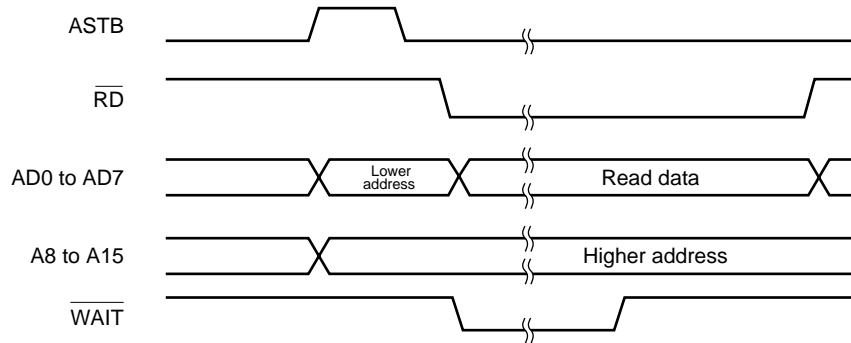 ASTB
RD
AD0 to AD7
Lower
address
Read data
A8 to A15
Higher address
WAIT